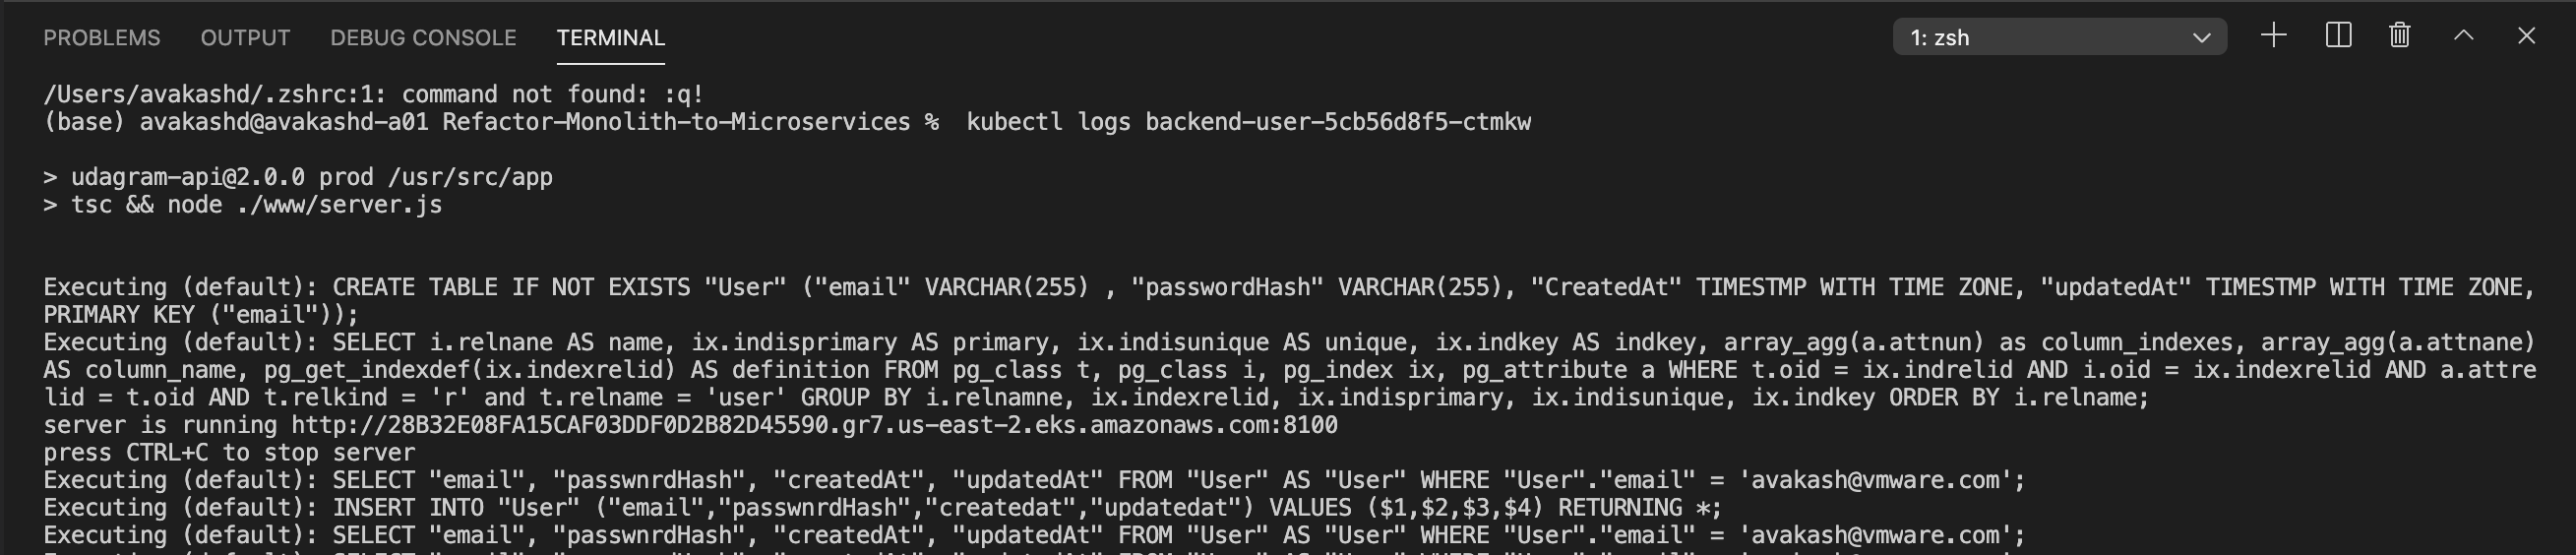 PROBLEMS OUTPUT DEBUG CONSOLE TERMINAL 1: zsh
/Users/avakashd/.zshrc:1: command not found: :q!
(base) avakashd@avakashd-a01 Refactor-Monolith-to-Microservices %  kubectl logs backend-user-5cb56d8f5-ctmkw
> udagram-api@2.0.0 prod /usr/src/app
> tsc && node ./www/server.js
Executing (default): CREATE TABLE IF NOT EXISTS "User" ("email" VARCHAR(255) , "passwordHash" VARCHAR(255), "CreatedAt" TIMESTMP WITH TIME ZONE, "updatedAt" TIMESTMP WITH TIME ZONE,
PRIMARY KEY ("email"));
Executing (default): SELECT i.relnane AS name, ix.indisprimary AS primary, ix.indisunique AS unique, ix.indkey AS indkey, array_agg(a.attnun) as column_indexes, array_agg(a.attnane)
AS column_name, pg_get_indexdef(ix.indexrelid) AS definition FROM pg_class t, pg_class i, pg_index ix, pg_attribute a WHERE t.oid = ix.indrelid AND i.oid = ix.indexrelid AND a.attre
lid = t.oid AND t.relkind = 'r' and t.relname = 'user' GROUP BY i.relnamne, ix.indexrelid, ix.indisprimary, ix.indisunique, ix.indkey ORDER BY i.relname;
server is running http://28B32E08FA15CAF03DDF0D2B82D45590.gr7.us-east-2.eks.amazonaws.com:8100
press CTRL+C to stop server
Executing (default): SELECT "email", "passwnrdHash", "createdAt", "updatedAt" FROM "User" AS "User" WHERE "User"."email" = 'avakash@vmware.com';
Executing (default): INSERT INTO "User" ("email","passwnrdHash","createdat","updatedat") VALUES ($1,$2,$3,$4) RETURNING *;
Executing (default): SELECT "email", "passwnrdHash", "createdAt", "updatedAt" FROM "User" AS "User" WHERE "User"."email" = 'avakash@vmware.com';